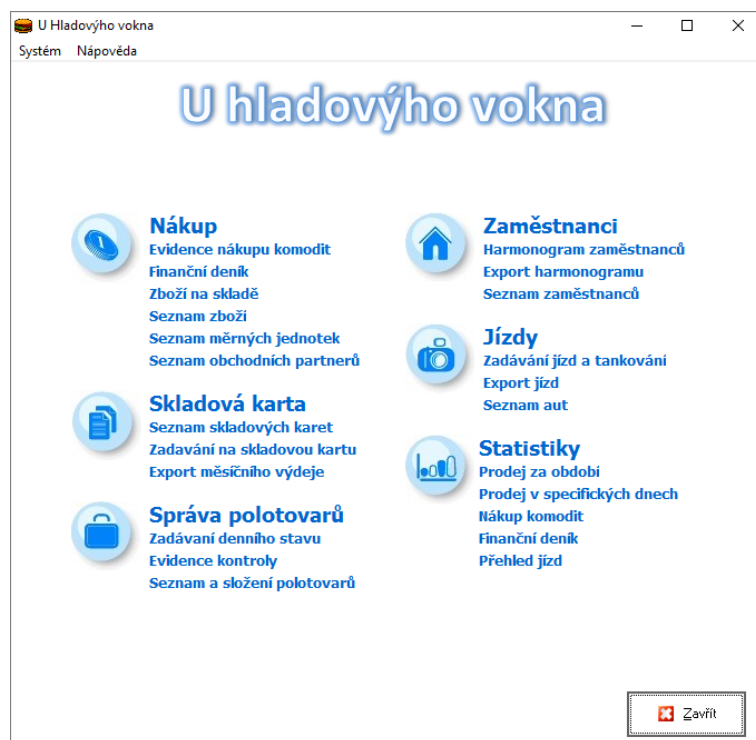 U Hladovýho vokna
Systém Nápověda
U hladovýho vokna
Nákup
Evidence nákupu komodit
Finanční deník
Zboží na skladě
Seznam zboží
Seznam měrných jednotek
Seznam obchodních partnerů
Skladová karta
Seznam skladových karet
Zadavání na skladovou kartu
Export měsíčního výdeje
Správa polotovarů
Zadávaní denního stavu
Evidence kontroly
Seznam a složení polotovarů
Zaměstnanci
Harmonogram zaměstnanců
Export harmonogramu
Seznam zaměstnanců
Jízdy
Zadávání jízd a tankování
Export jízd
Seznam aut
Statistiky
Prodej za období
Prodej v specifických dnech
Nákup komodit
Finanční deník
Přehled jízd
Zavřít